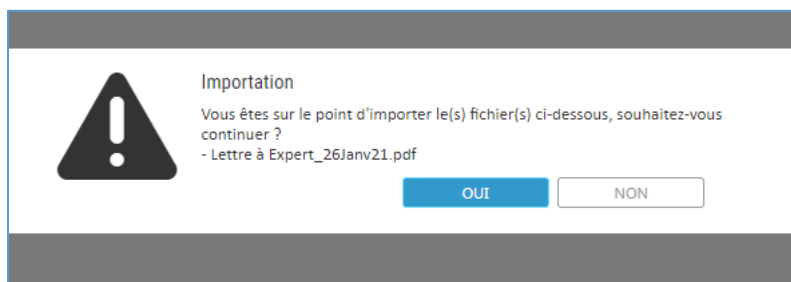 Importation
Vous êtes sur le point d'importer le(s) fichier(s) ci-dessous, souhaitez-vous
continuer ?
- Lettre à Expert_26Janv21.pdf
OUI
NON